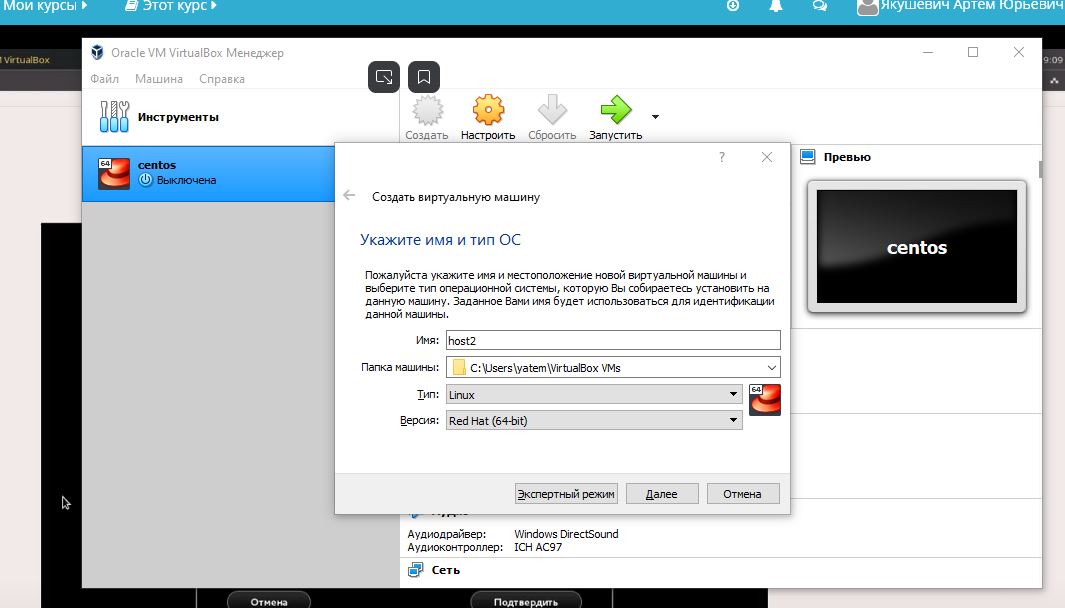 Мои курсы
Этот курс
Якушевич Артем Юрьевич
VirtualBox
9:09
Oracle VM VirtualBox Менеджер
Файл Машина Справка
Инструменты
Создать Настроить Сбросить Запустить
64
centos
Выключена
Превью
centos
?
Создать виртуальную машину
Укажите имя и тип ОС
Пожалуйста укажите имя и местоположение новой виртуальной машины и
выберите тип операционной системы, которую Вы собираетесь установить на
данную машину. Заданное Вами имя будет использоваться для идентификации
данной машины.
Имя: host2
Папка машины: C:\Users\yatem\VirtualBox VMs
Тип: Linux
64
Версия: Red Hat (64-bit)
Экспертный режим Далее Отмена
Аудио
Аудиодрайвер: Windows DirectSound
Аудиоконтроллер: ICH AC97
Сеть
Отмена Подтвердить